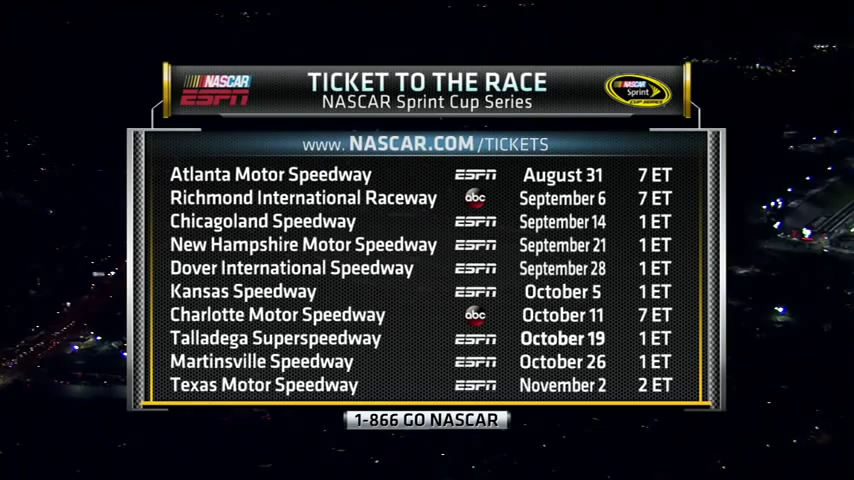 NASCAR
ESPN
TICKET TO THE RACE
NASCAR Sprint Cup Series
NASCAR
Sprint
CUP SERIES
www.NASCAR.COM/TICKETS
Atlanta Motor Speedway ESPN August 31 7 ET
Richmond International Raceway abc September 6 7 ET
Chicagoland Speedway ESPN September 14 1 ET
New Hampshire Motor Speedway ESPN September 21 1 ET
Dover International Speedway ESPN September 28 1 ET
Kansas Speedway ESPN October 5 1 ET
Charlotte Motor Speedway abc October 11 7 ET
Talladega Superspeedway ESPN October 19 1 ET
Martinsville Speedway ESPN October 26 1 ET
Texas Motor Speedway ESPN November 2 2 ET
1-866 GO NASCAR